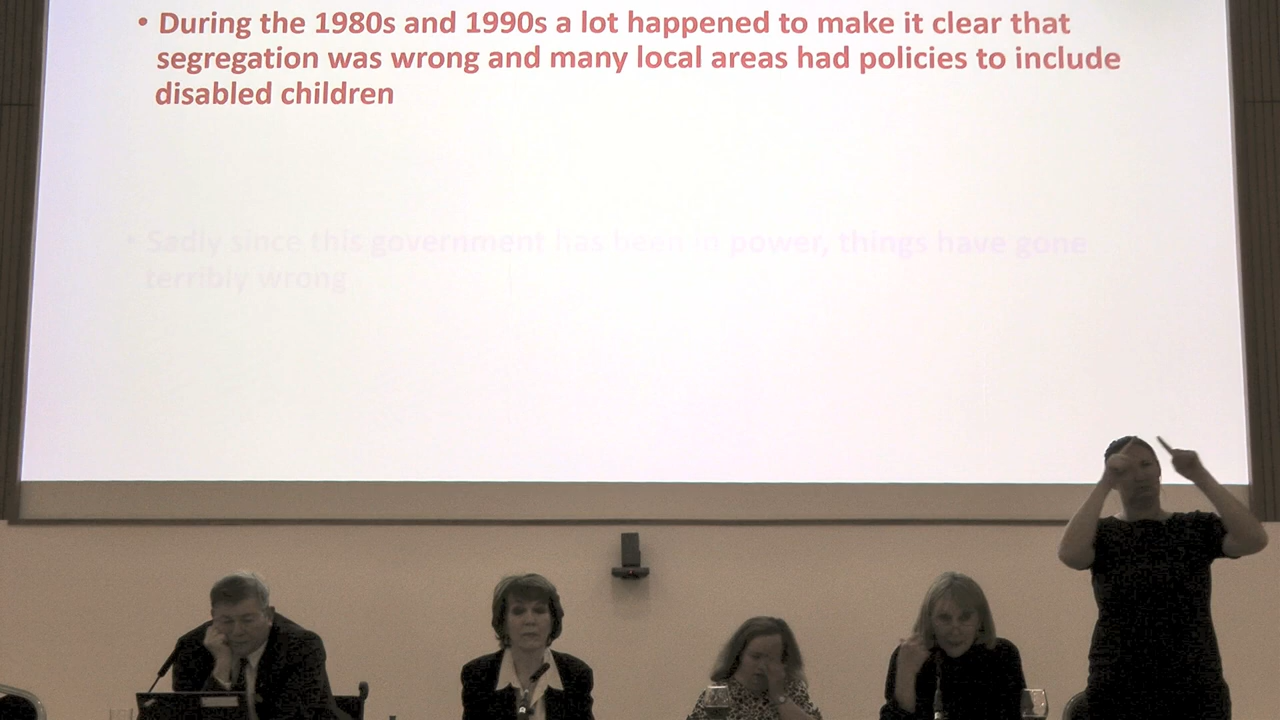 • During the 1980s and 1990s a lot happened to make it clear that
segregation was wrong and many local areas had policies to include
disabled children
• Sadly since this government has been in power, things have gone
terribly wrong